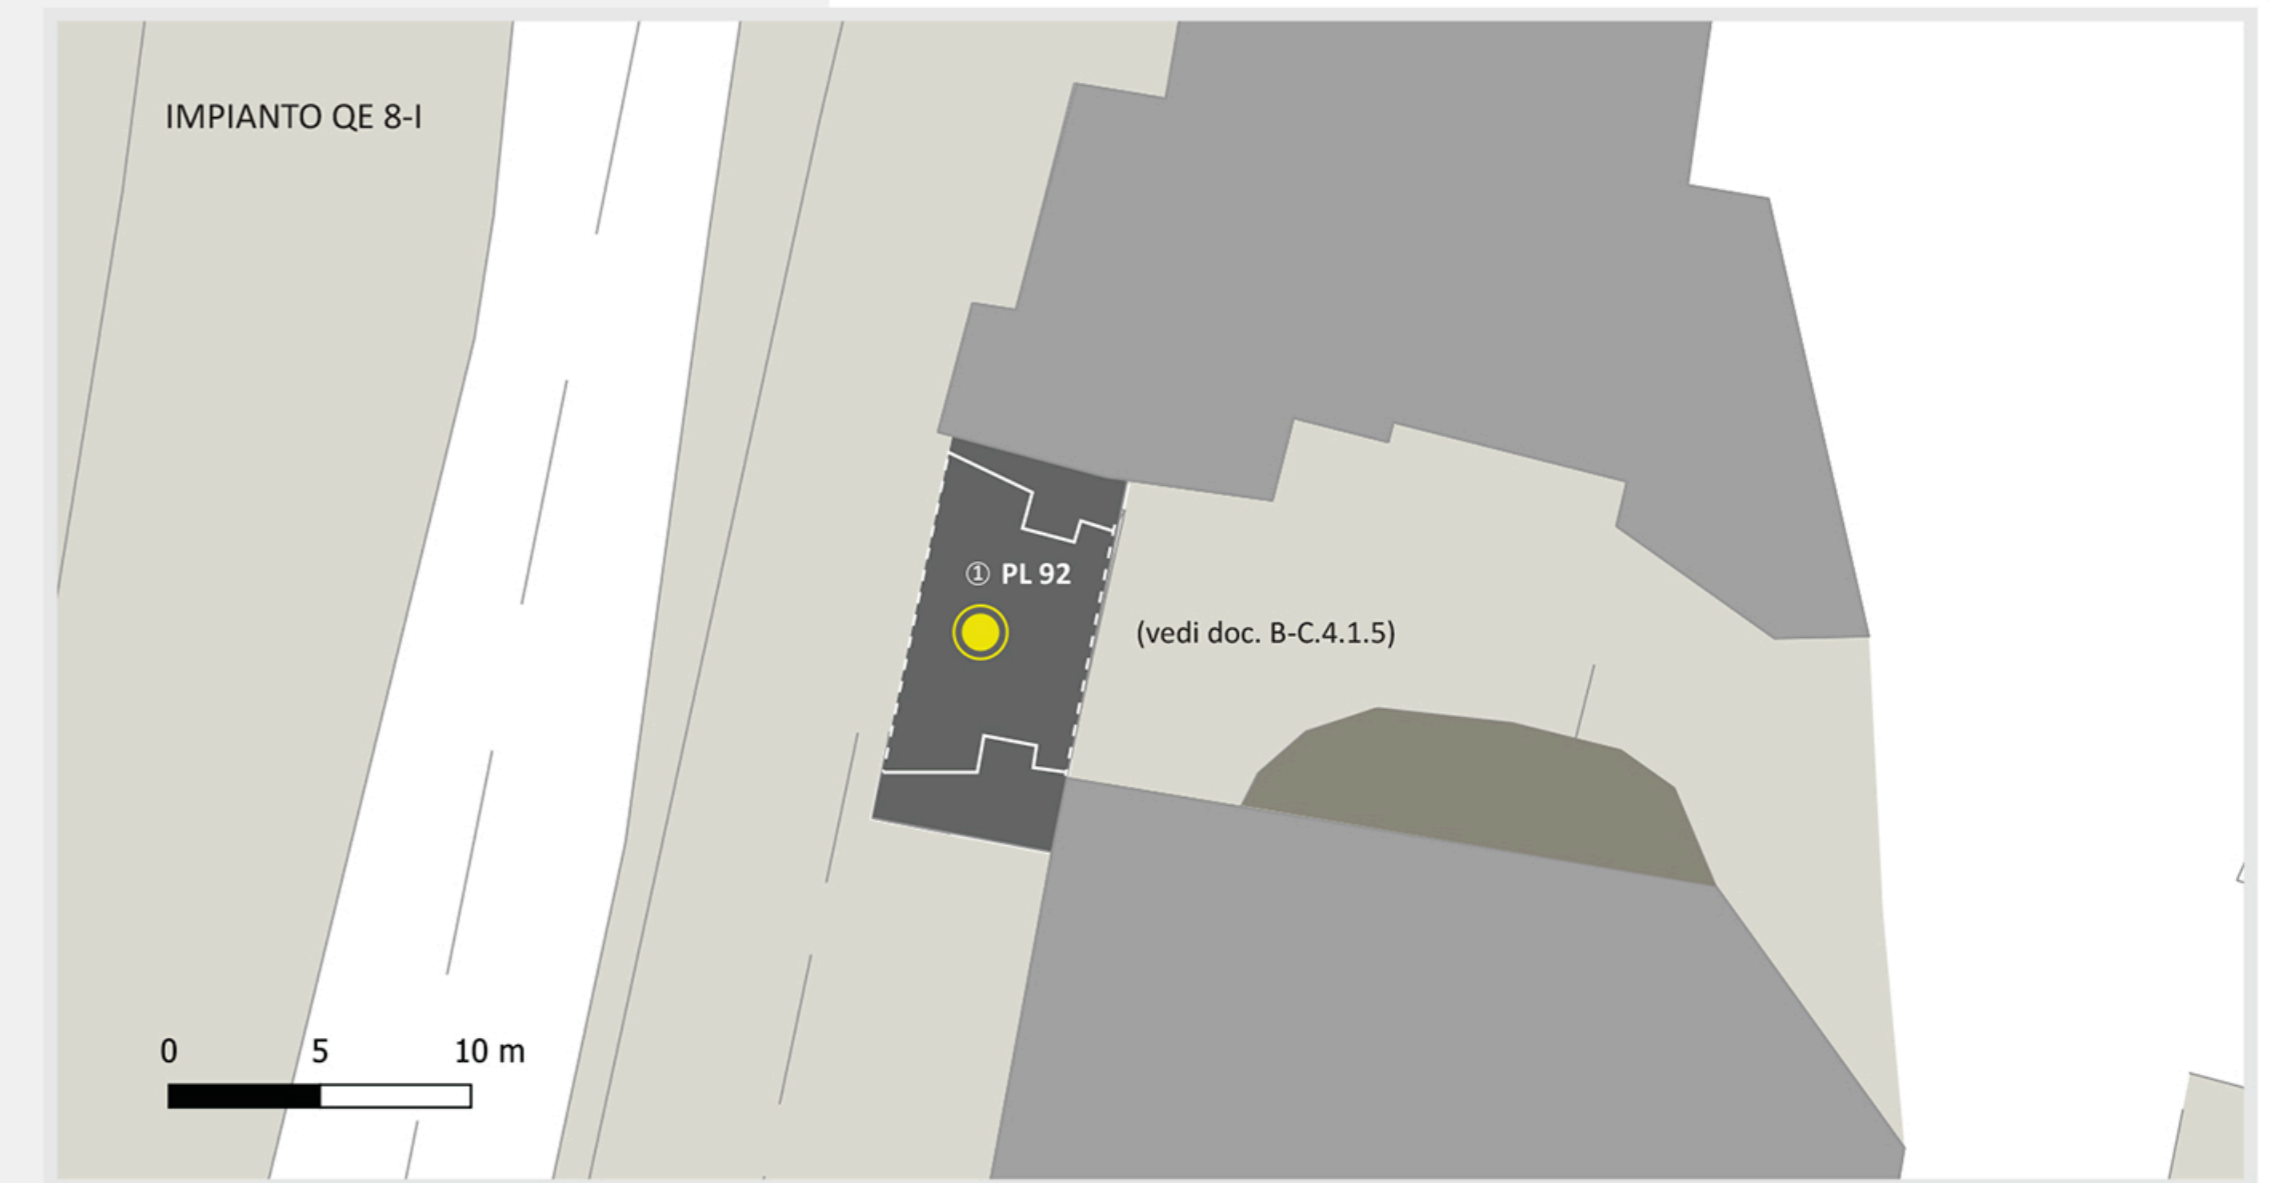 IMPIANTO QE 8-I
① PL 92
(vedi doc. B-C.4.1.5)
0 5 10 m